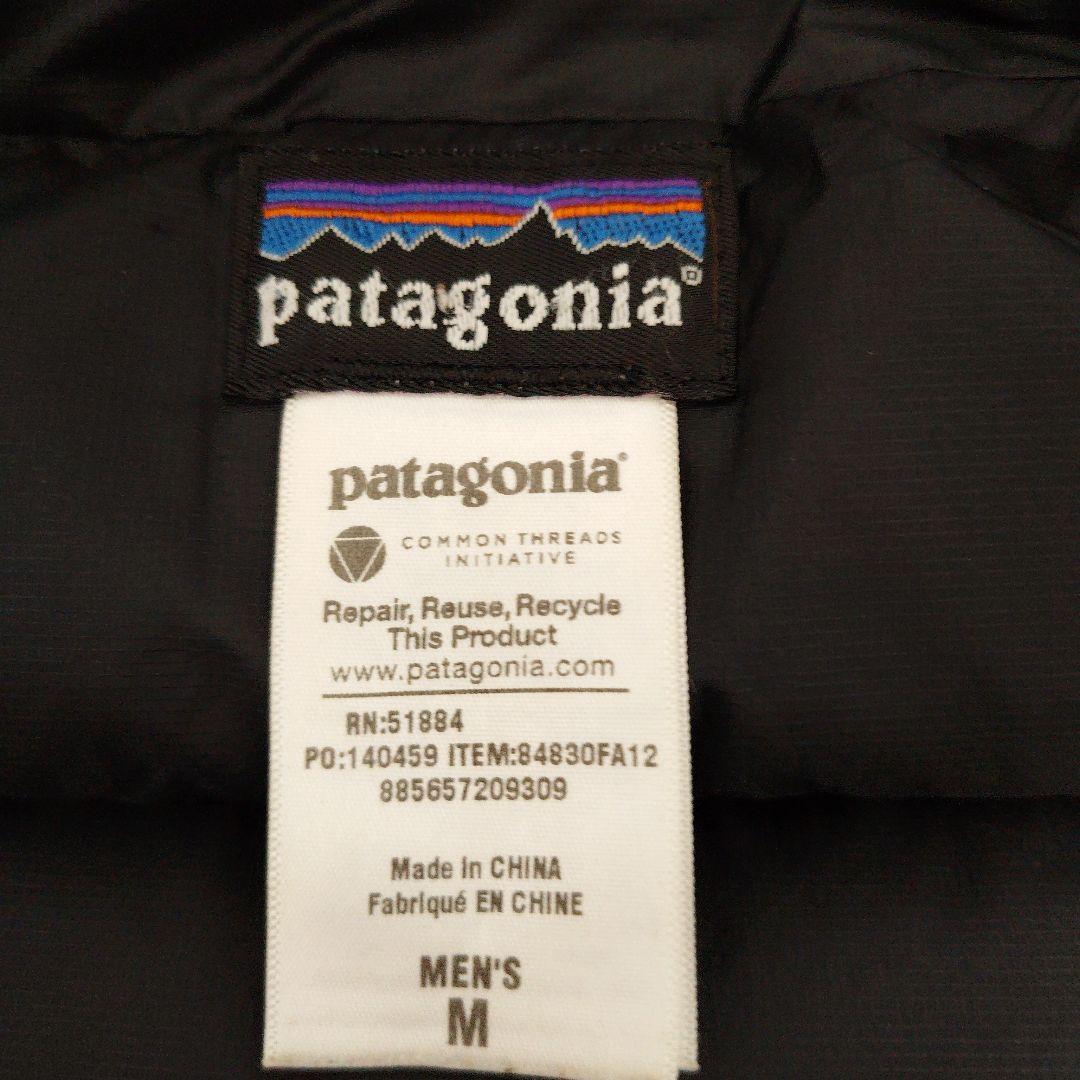 patagonia®
patagonia®
COMMON THREADS
INITIATIVE
Repair, Reuse, Recycle
This Product
www.patagonia.com
RN:51884
PO:140459 ITEM:84830FA12
885657209309
Made in CHINA
Fabriqué EN CHINE
MEN'S
M